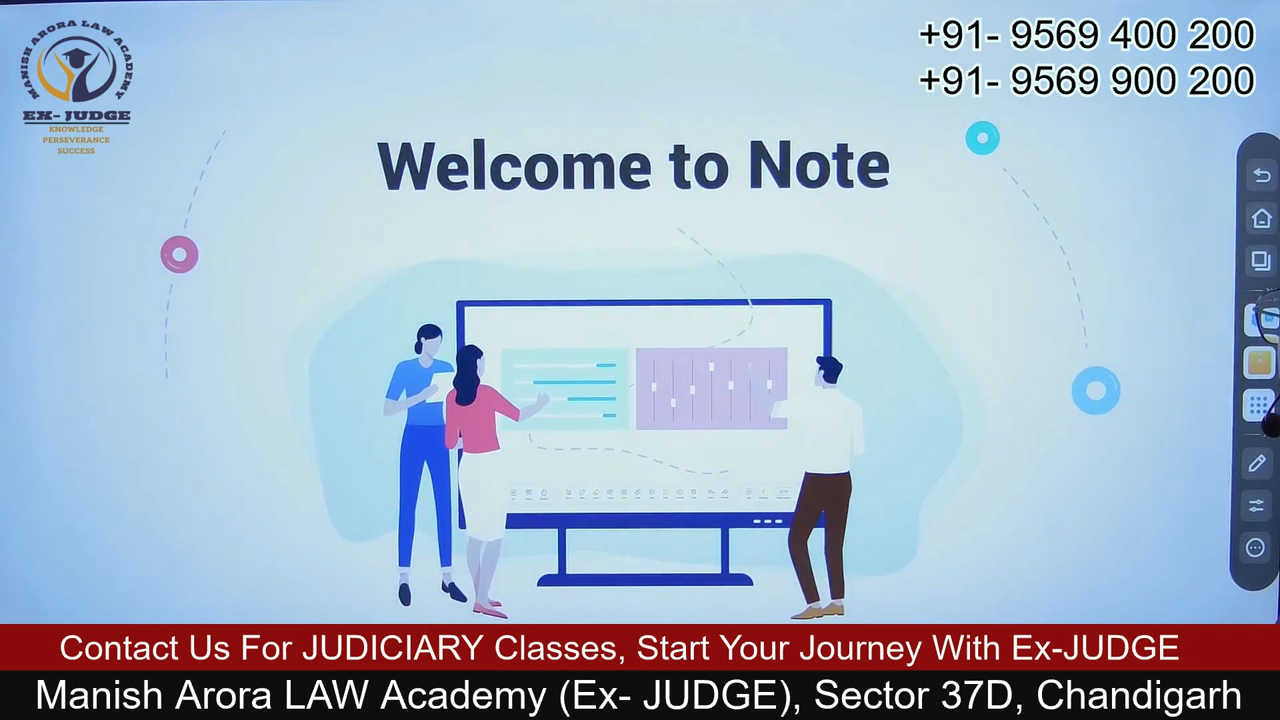 MANISH ARORA LAW ACADEMY
EX- JUDGE
KNOWLEDGE
PERSEVERANCE
SUCCESS
+91- 9569 400 200
+91- 9569 900 200
Welcome to Note
Contact Us For JUDICIARY Classes, Start Your Journey With Ex-JUDGE
Manish Arora LAW Academy (Ex- JUDGE), Sector 37D, Chandigarh